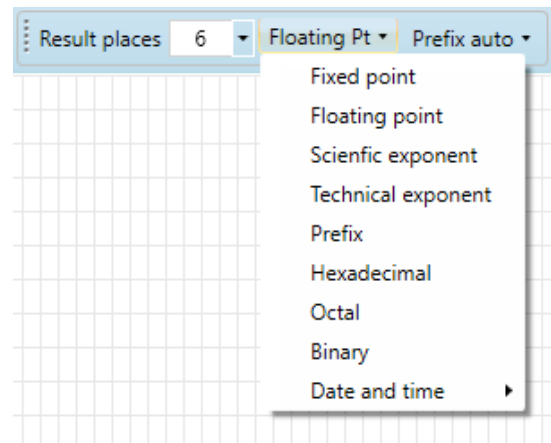 Result places 6 Floating Pt Prefix auto
Fixed point
Floating point
Scienfic exponent
Technical exponent
Prefix
Hexadecimal
Octal
Binary
Date and time